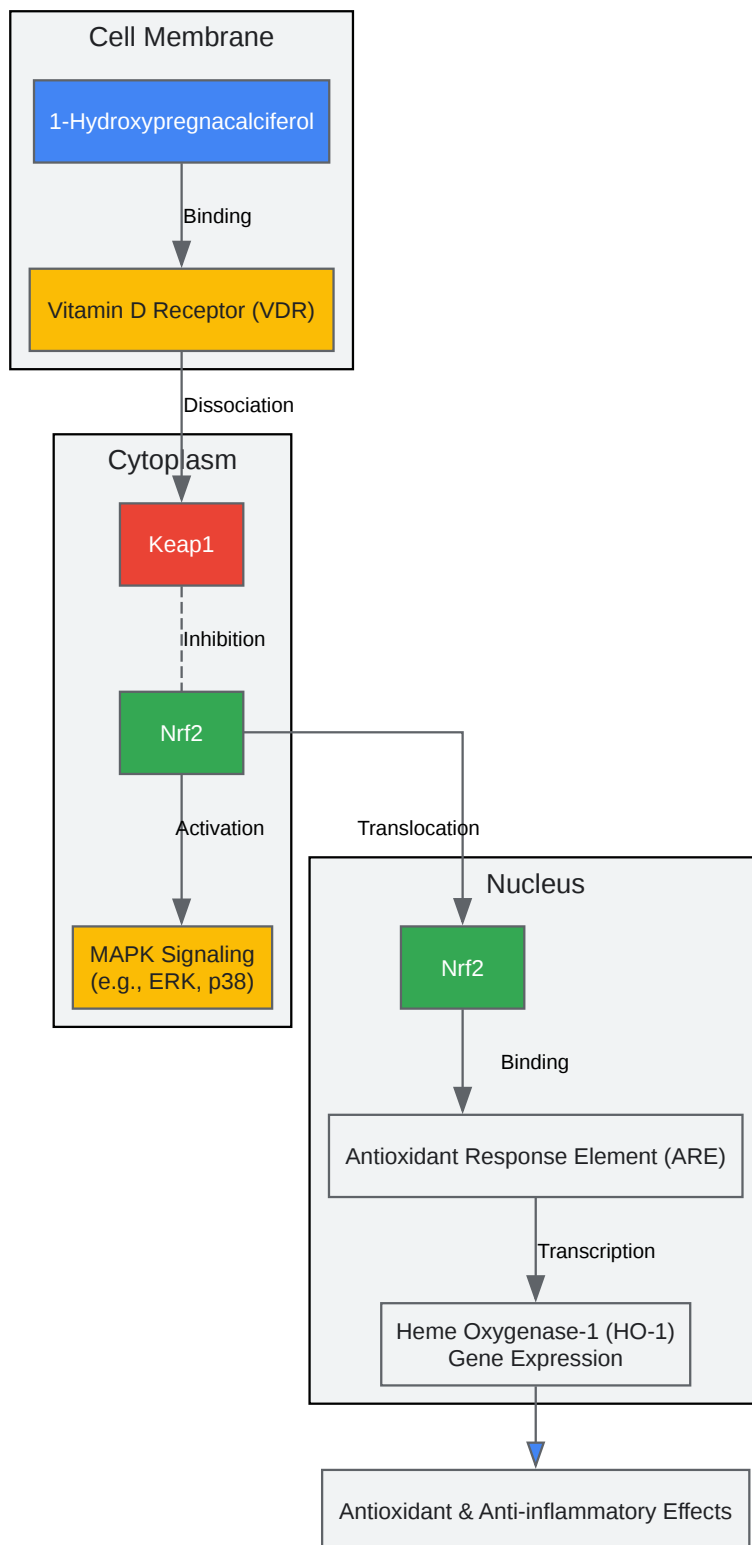 Cell Membrane
1-Hydroxypregnacalciferol
Binding
Vitamin D Receptor (VDR)
Dissociation
Cytoplasm
Keap1
Inhibition
Nrf2
Activation
Translocation
MAPK Signaling
(e.g., ERK, p38)
Nucleus
Nrf2
Binding
Antioxidant Response Element (ARE)
Transcription
Heme Oxygenase-1 (HO-1)
Gene Expression
Antioxidant & Anti-inflammatory Effects